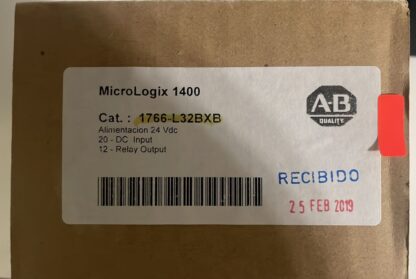 MicroLogix 1400
Cat. : 1766-L32BXB
Alimentacion 24 Vdc
20 - DC Input
12 - Relay Output
A-B
QUALITY
RECIBIDO
25 FEB 2019